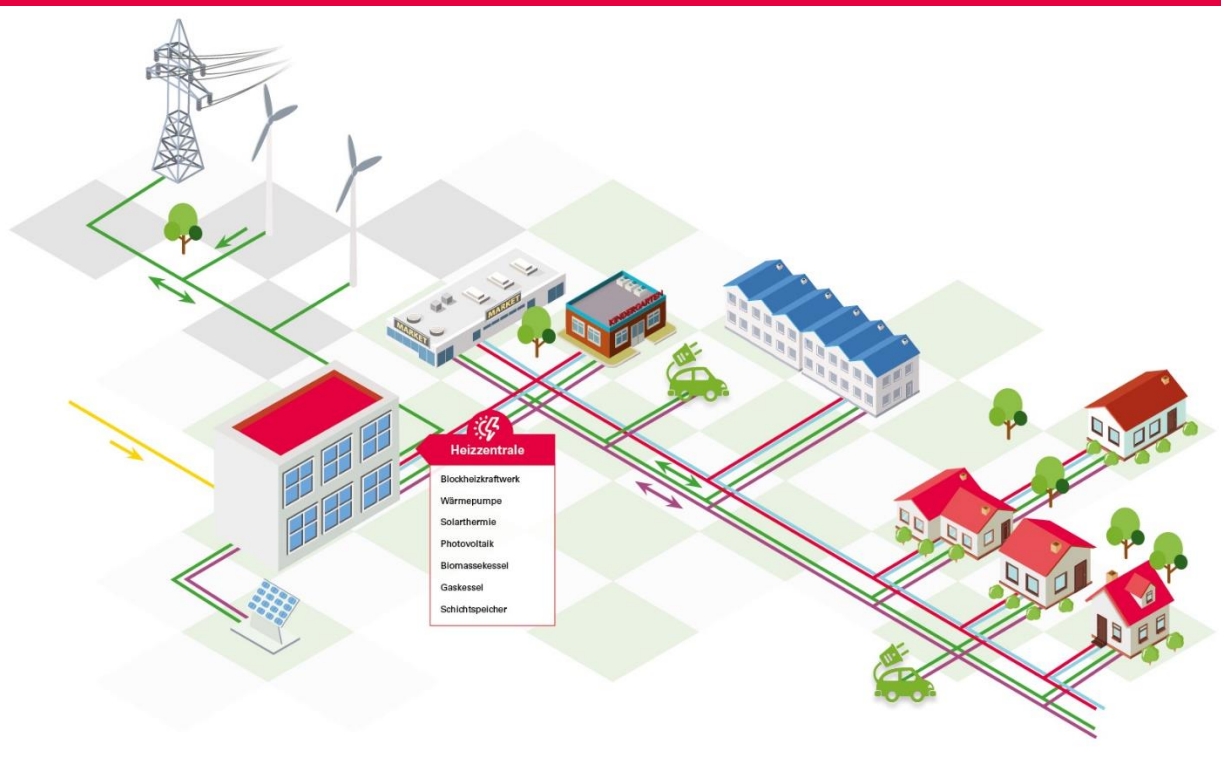 MARKET
MARKET
KINDERGARTEN
Heizzentrale
Blockheizkraftwerk
Wärmepumpe
Solarthermie
Photovoltaik
Biomassekessel
Gaskessel
Schichtspeicher